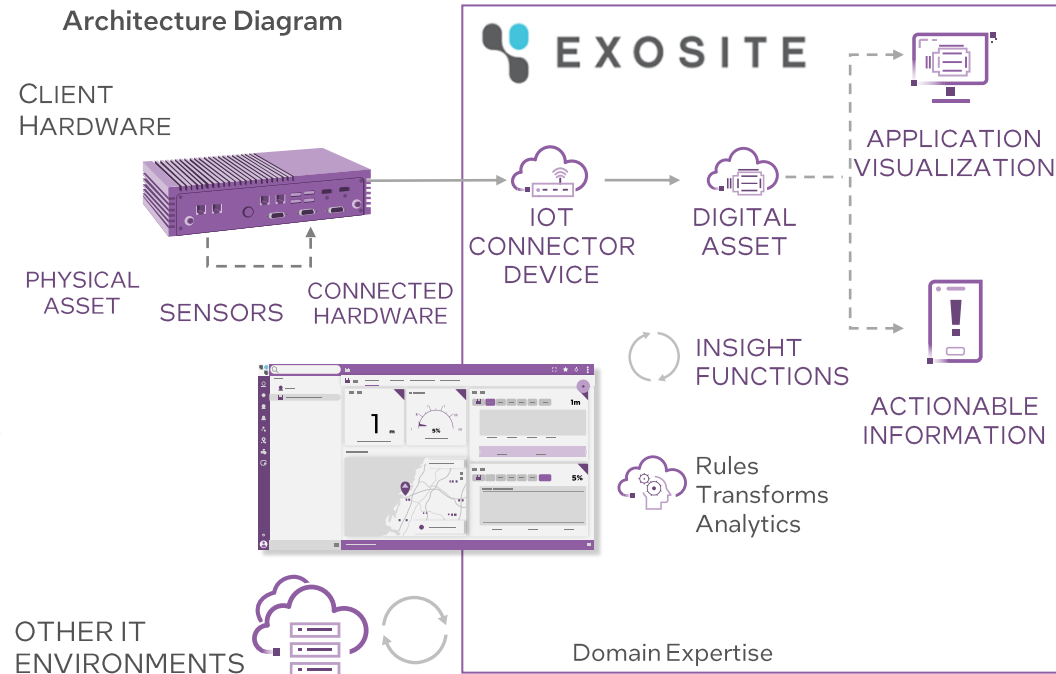 Architecture Diagram
EXOSITE
CLIENT
HARDWARE
APPLICATION
VISUALIZATION
IOT
CONNECTOR
DEVICE
DIGITAL
ASSET
PHYSICAL
ASSET
SENSORS
CONNECTED
HARDWARE
INSIGHT
FUNCTIONS
ACTIONABLE
INFORMATION
1m
1 m
5%
5%
Rules
Transforms
Analytics
OTHER IT
ENVIRONMENTS
Domain Expertise